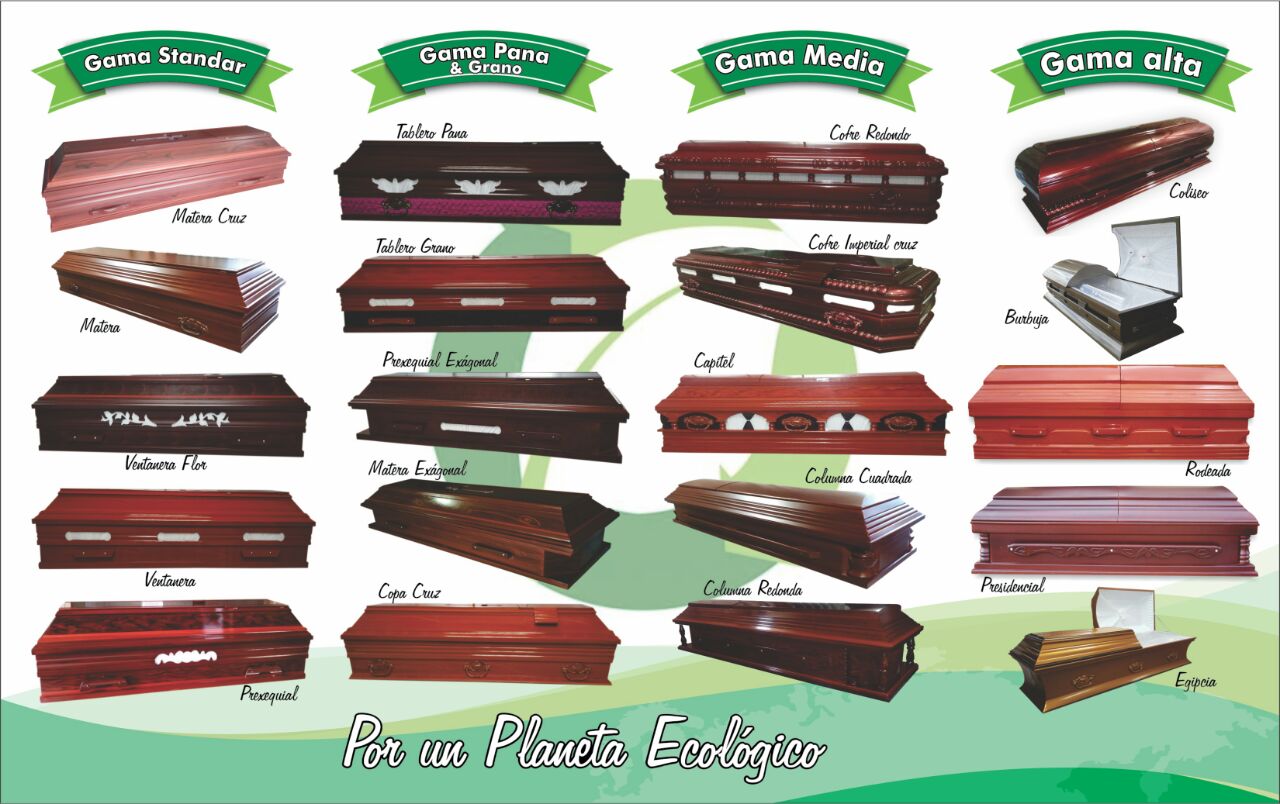 Gama Standar
Matera Cruz
Matera
Ventanera Flor
Ventanera
Prexequial
Gama Pana
& Grano
Tablero Pana
Tablero Grano
Prexequial Exágonal
Matera Exágonal
Copa Cruz
Gama Media
Cofre Redondo
Cofre Imperial cruz
Capitel
Columna Cuadrada
Columna Redonda
Gama alta
Coliseo
Burbuja
Rodeada
Presidencial
Egipcia
Por un Planeta Ecológico